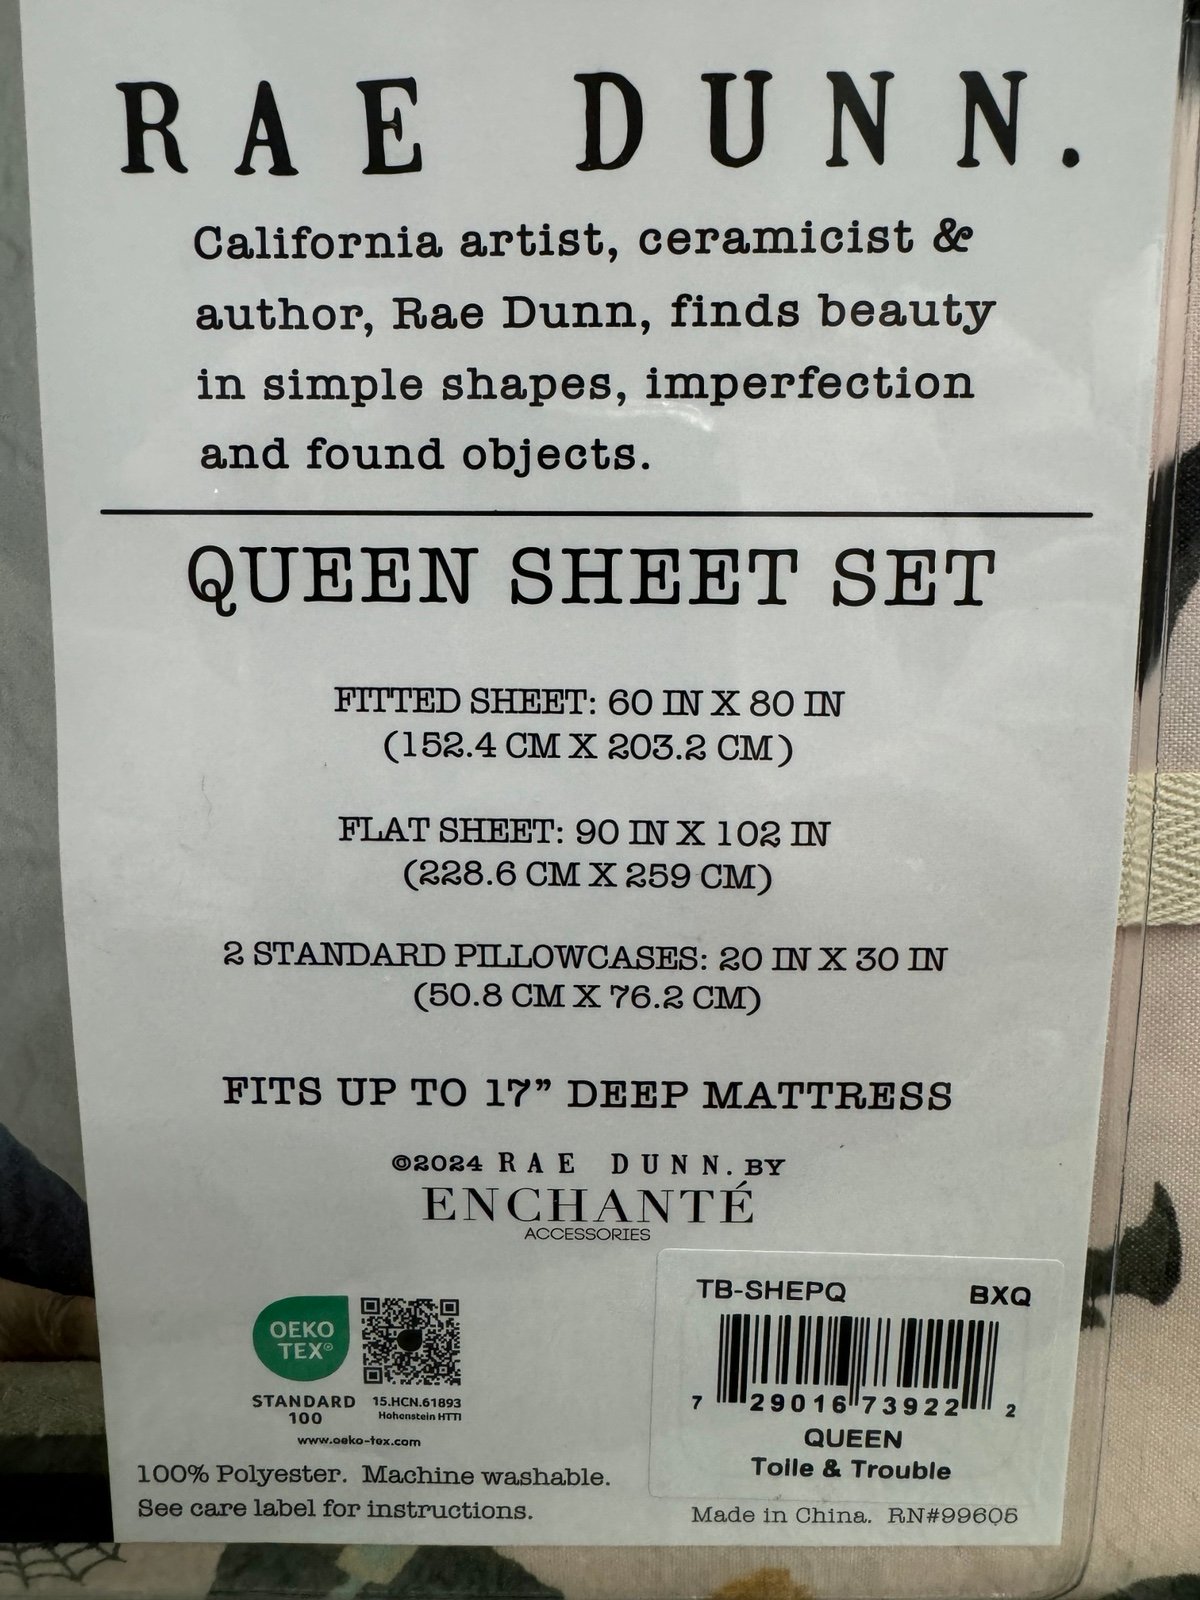 RAE DUNN.
California artist, ceramicist &
author, Rae Dunn, finds beauty
in simple shapes, imperfection
and found objects.
QUEEN SHEET SET
FITTED SHEET: 60 IN X 80 IN
(152.4 CM X 203.2 CM)
FLAT SHEET: 90 IN X 102 IN
(228.6 CM X 259 CM)
2 STANDARD PILLOWCASES: 20 IN X 30 IN
(50.8 CM X 76.2 CM)
FITS UP TO 17” DEEP MATTRESS
©2024 RAE DUNN. BY
ENCHANTÉ
ACCESSORIES
OEKO
TEX®
STANDARD
100
15.HCN.61893
Hohenstein HTTI
www.oeko-tex.com
100% Polyester. Machine washable.
See care label for instructions.
TB-SHEPQ BXQ
7 29016 73922 2
QUEEN
Toile & Trouble
Made in China. RN#99605